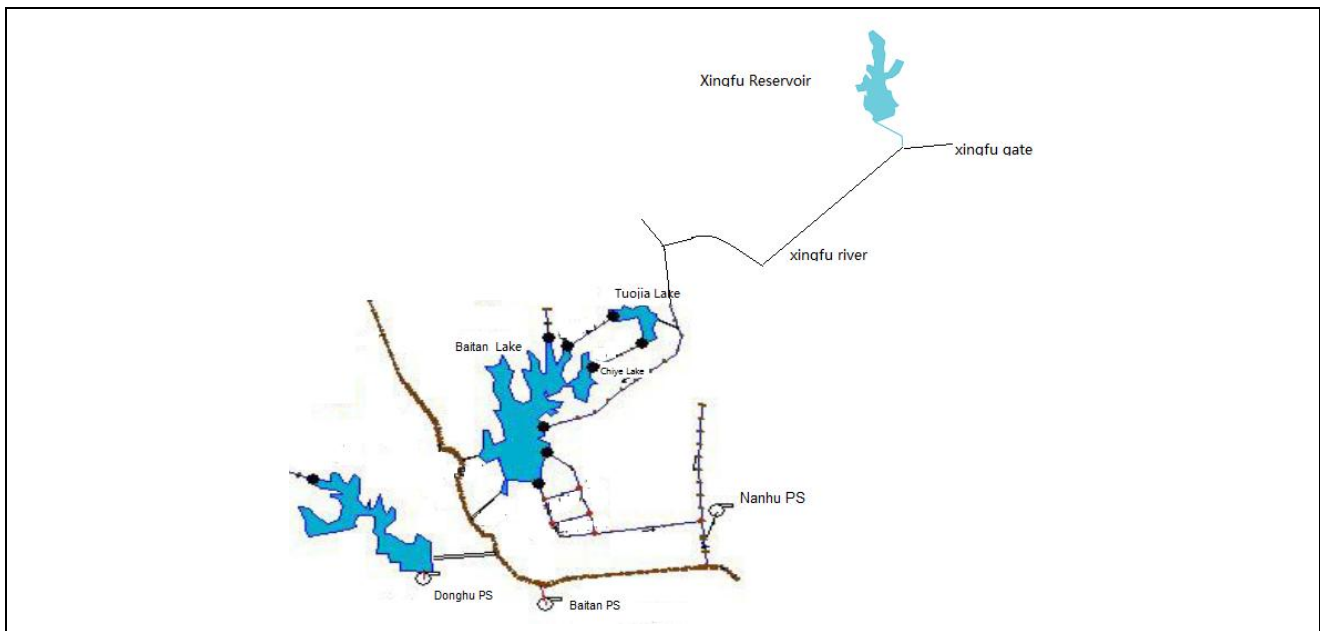 Xingfu Reservoir
xingfu gate
xingfu river
Tuojia Lake
Baitan Lake
Chiye Lake
Nanhu PS
Donghu PS
Baitan PS